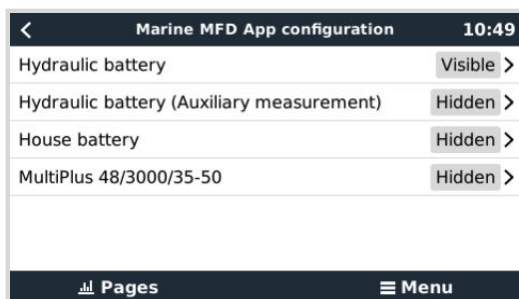 Marine MFD App configuration 10:49
Hydraulic battery Visible
Hydraulic battery (Auxiliary measurement) Hidden
House battery Hidden
MultiPlus 48/3000/35-50 Hidden
Pages Menu